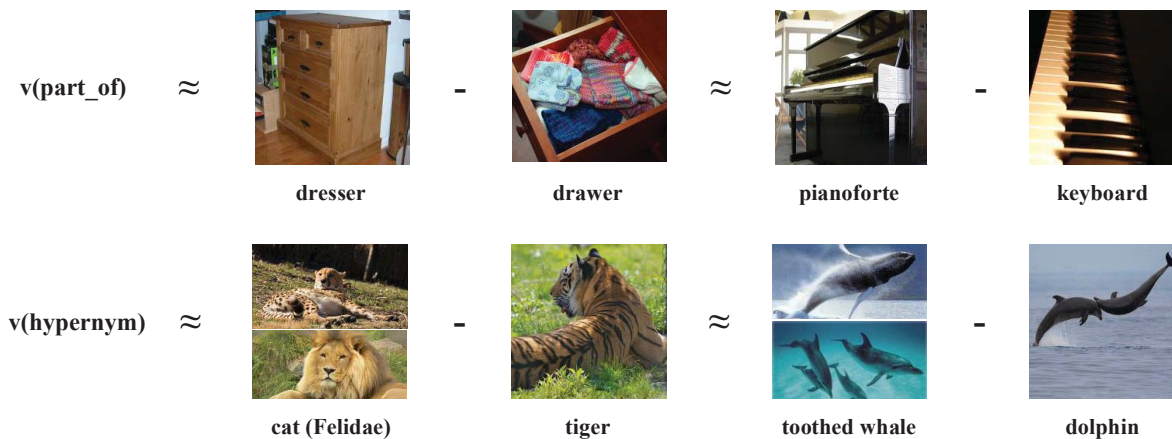 v(part_of) ≈ - ≈ -
dresser drawer pianoforte keyboard
v(hypernym) ≈ - ≈ -
cat (Felidae) tiger toothed whale dolphin